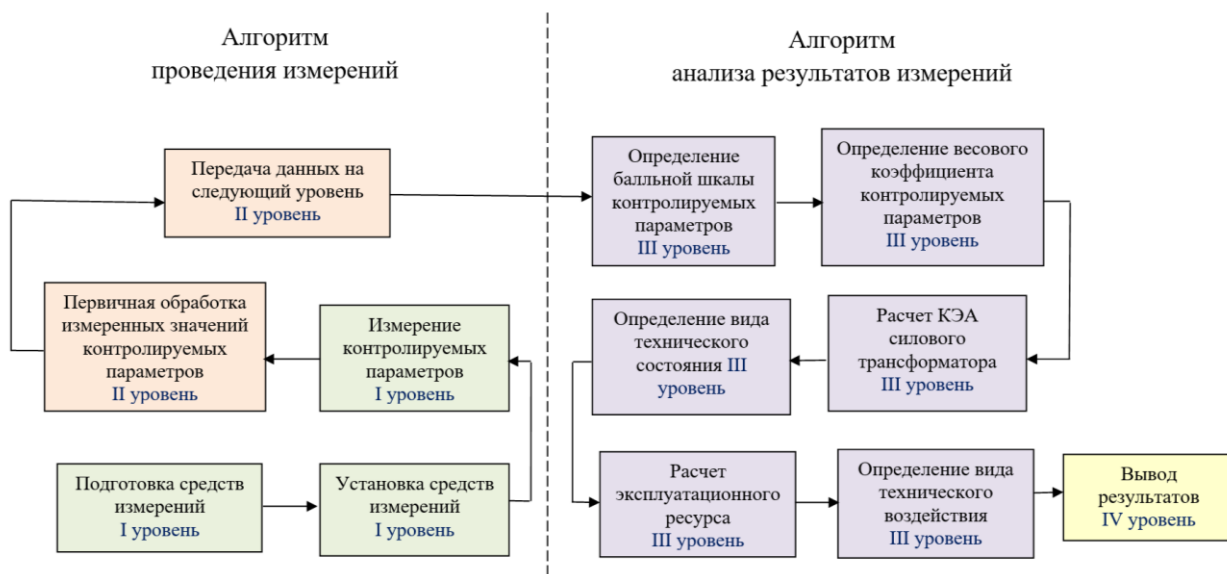 Алгоритм
проведения измерений
Алгоритм
анализа результатов измерений
Передача данных на
следующий уровень
II уровень
Определение
балльной шкалы
контролируемых
параметров
III уровень
Определение весового
коэффициента
контролируемых
параметров
III уровень
Первичная обработка
измеренных значений
контролируемых
параметров
II уровень
Измерение
контролируемых
параметров
I уровень
Определение вида
технического
состояния III
уровень
Расчет КЭА
силового
трансформатора
III уровень
Подготовка средств
измерений
I уровень
Установка средств
измерений
I уровень
Расчет
эксплуатационного
ресурса
III уровень
Определение вида
технического
воздействия
III уровень
Вывод
результатов
IV уровень